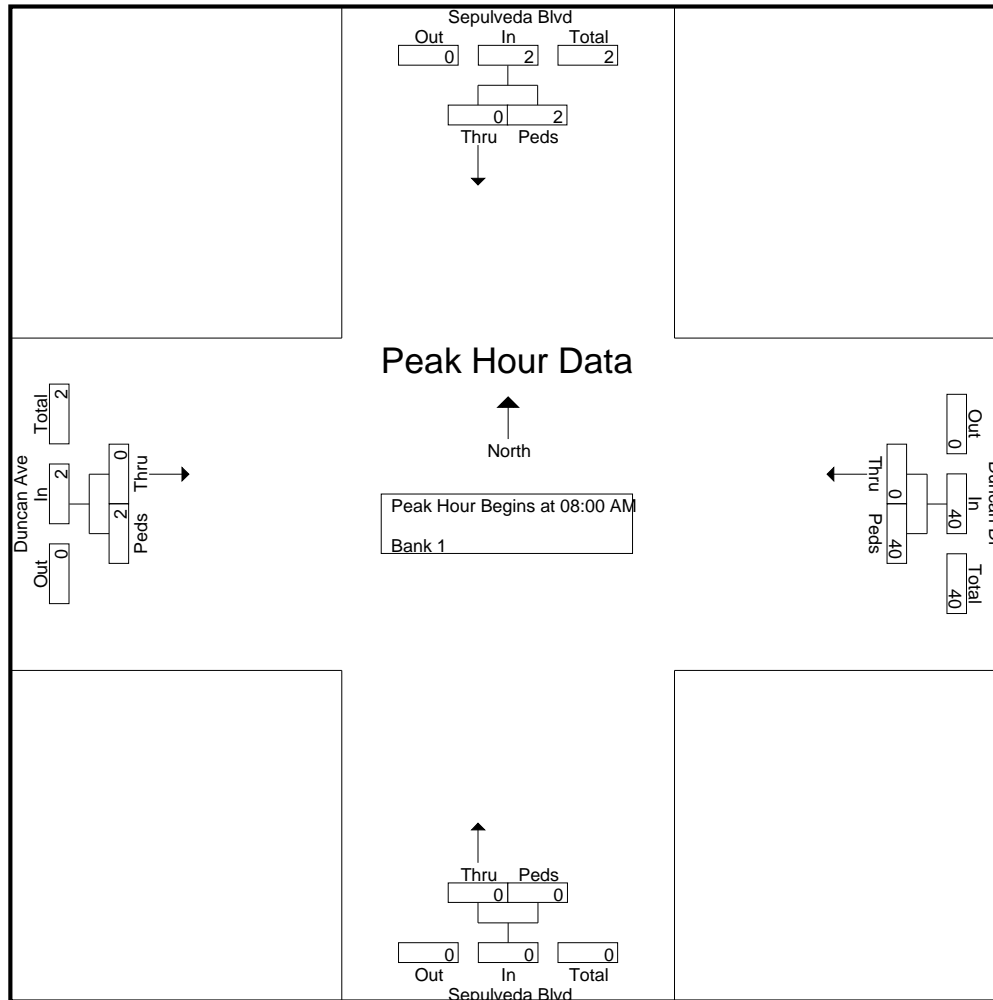 Sepulveda Blvd
Out In Total
0 2 2
0 2
Thru Peds
Peak Hour Data
North
Peak Hour Begins at 08:00 AM
Bank 1
Duncan Ave
Out In Total
0 2 2
Peds Thru
2 0
Out In Total
0 40 40
Thru Peds
0 40
Thru Peds
0 0
0 0 0
Out In Total
Sepulveda Blvd